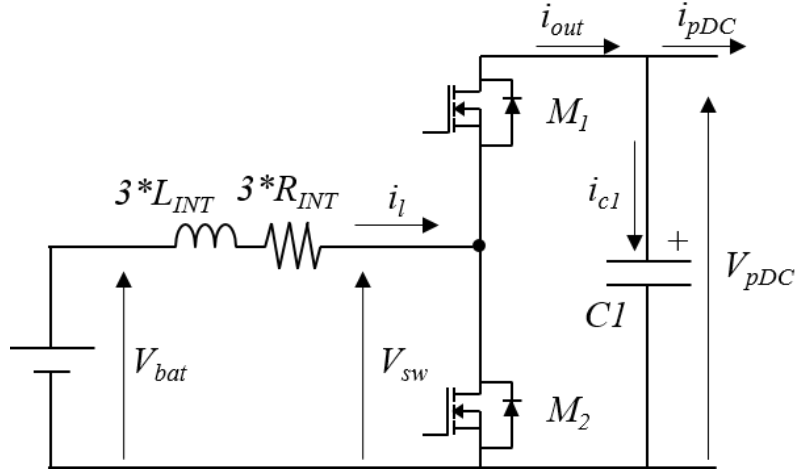 i_out i_pDC
M_1
3*L_INT 3*R_INT i_l i_c1 +
V_bat V_sw C1 V_pDC
M_2